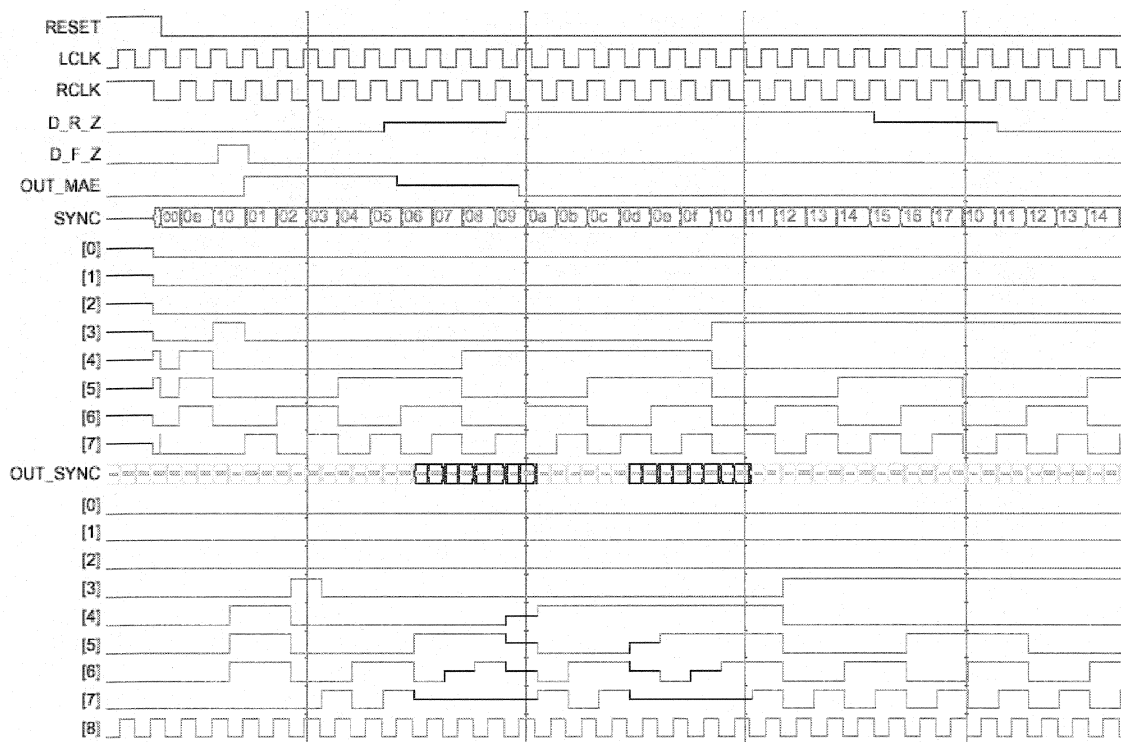 RESET
LCLK
RCLK
D_R_Z
D_F_Z
OUT_MAE
SYNC 00 0e 10 01 02 03 04 05 06 07 08 09 0a 0b 0c 0d 0e 0f 10 11 12 13 14 15 16 17 10 11 12 13 14
[0]
[1]
[2]
[3]
[4]
[5]
[6]
[7]
OUT_SYNC
[0]
[1]
[2]
[3]
[4]
[5]
[6]
[7]
[8]